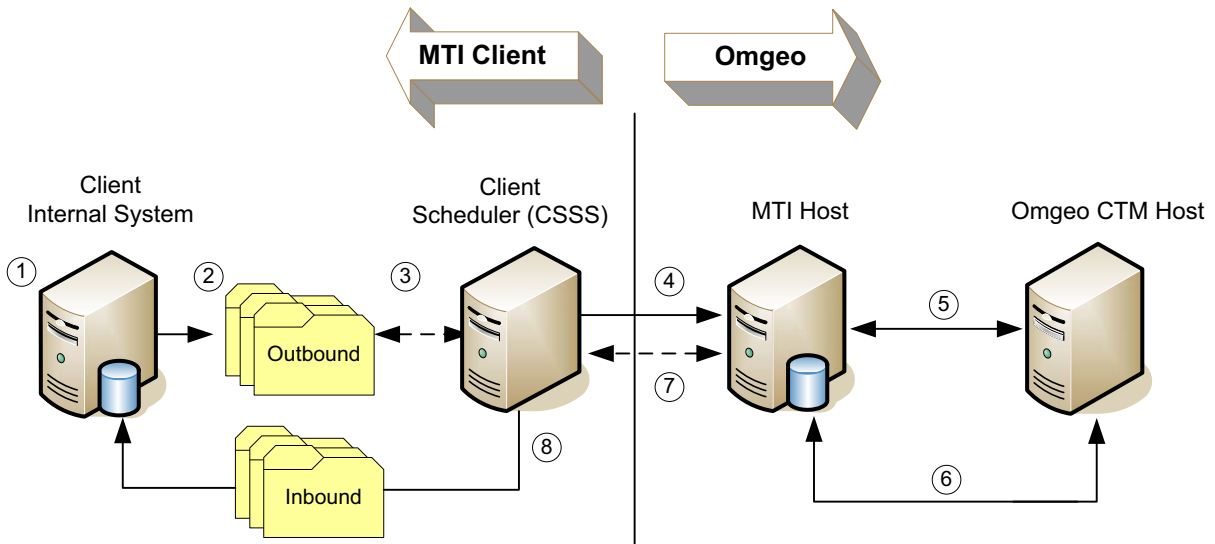 MTI Client
Omgeo
Client
Internal System
Client
Scheduler (CSSS)
MTI Host
Omgeo CTM Host
1
2
3
4
5
Outbound
7
8
Inbound
6